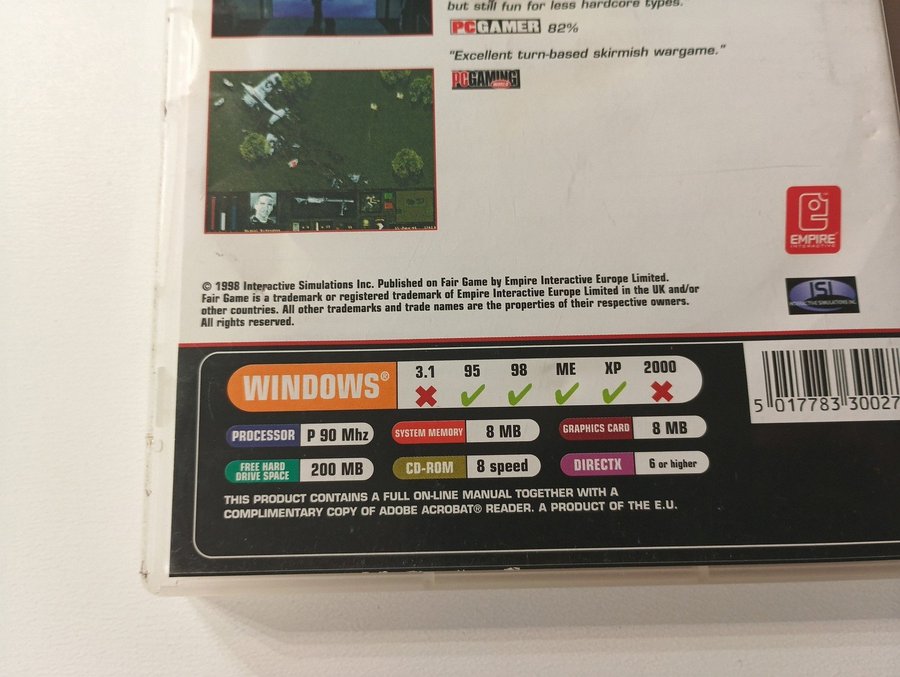 but still fun for less hardcore types.
PCGAMER 82%
"Excellent turn-based skirmish wargame."
PCGAMING
EMPIRE
INTERACTIVE
ISI
INTERACTIVE SIMULATIONS INC.
© 1998 Interactive Simulations Inc. Published on Fair Game by Empire Interactive Europe Limited.
Fair Game is a trademark or registered trademark of Empire Interactive Europe Limited in the UK and/or
other countries. All other trademarks and trade names are the properties of their respective owners.
All rights reserved.
3.1 95 98 ME XP 2000
WINDOWS®
5 017783 30027
PROCESSOR P 90 Mhz SYSTEM MEMORY 8 MB GRAPHICS CARD 8 MB
FREE HARD DRIVE SPACE 200 MB CD-ROM 8 speed DIRECTX 6 or higher
THIS PRODUCT CONTAINS A FULL ON-LINE MANUAL TOGETHER WITH A
COMPLIMENTARY COPY OF ADOBE ACROBAT® READER. A PRODUCT OF THE E.U.